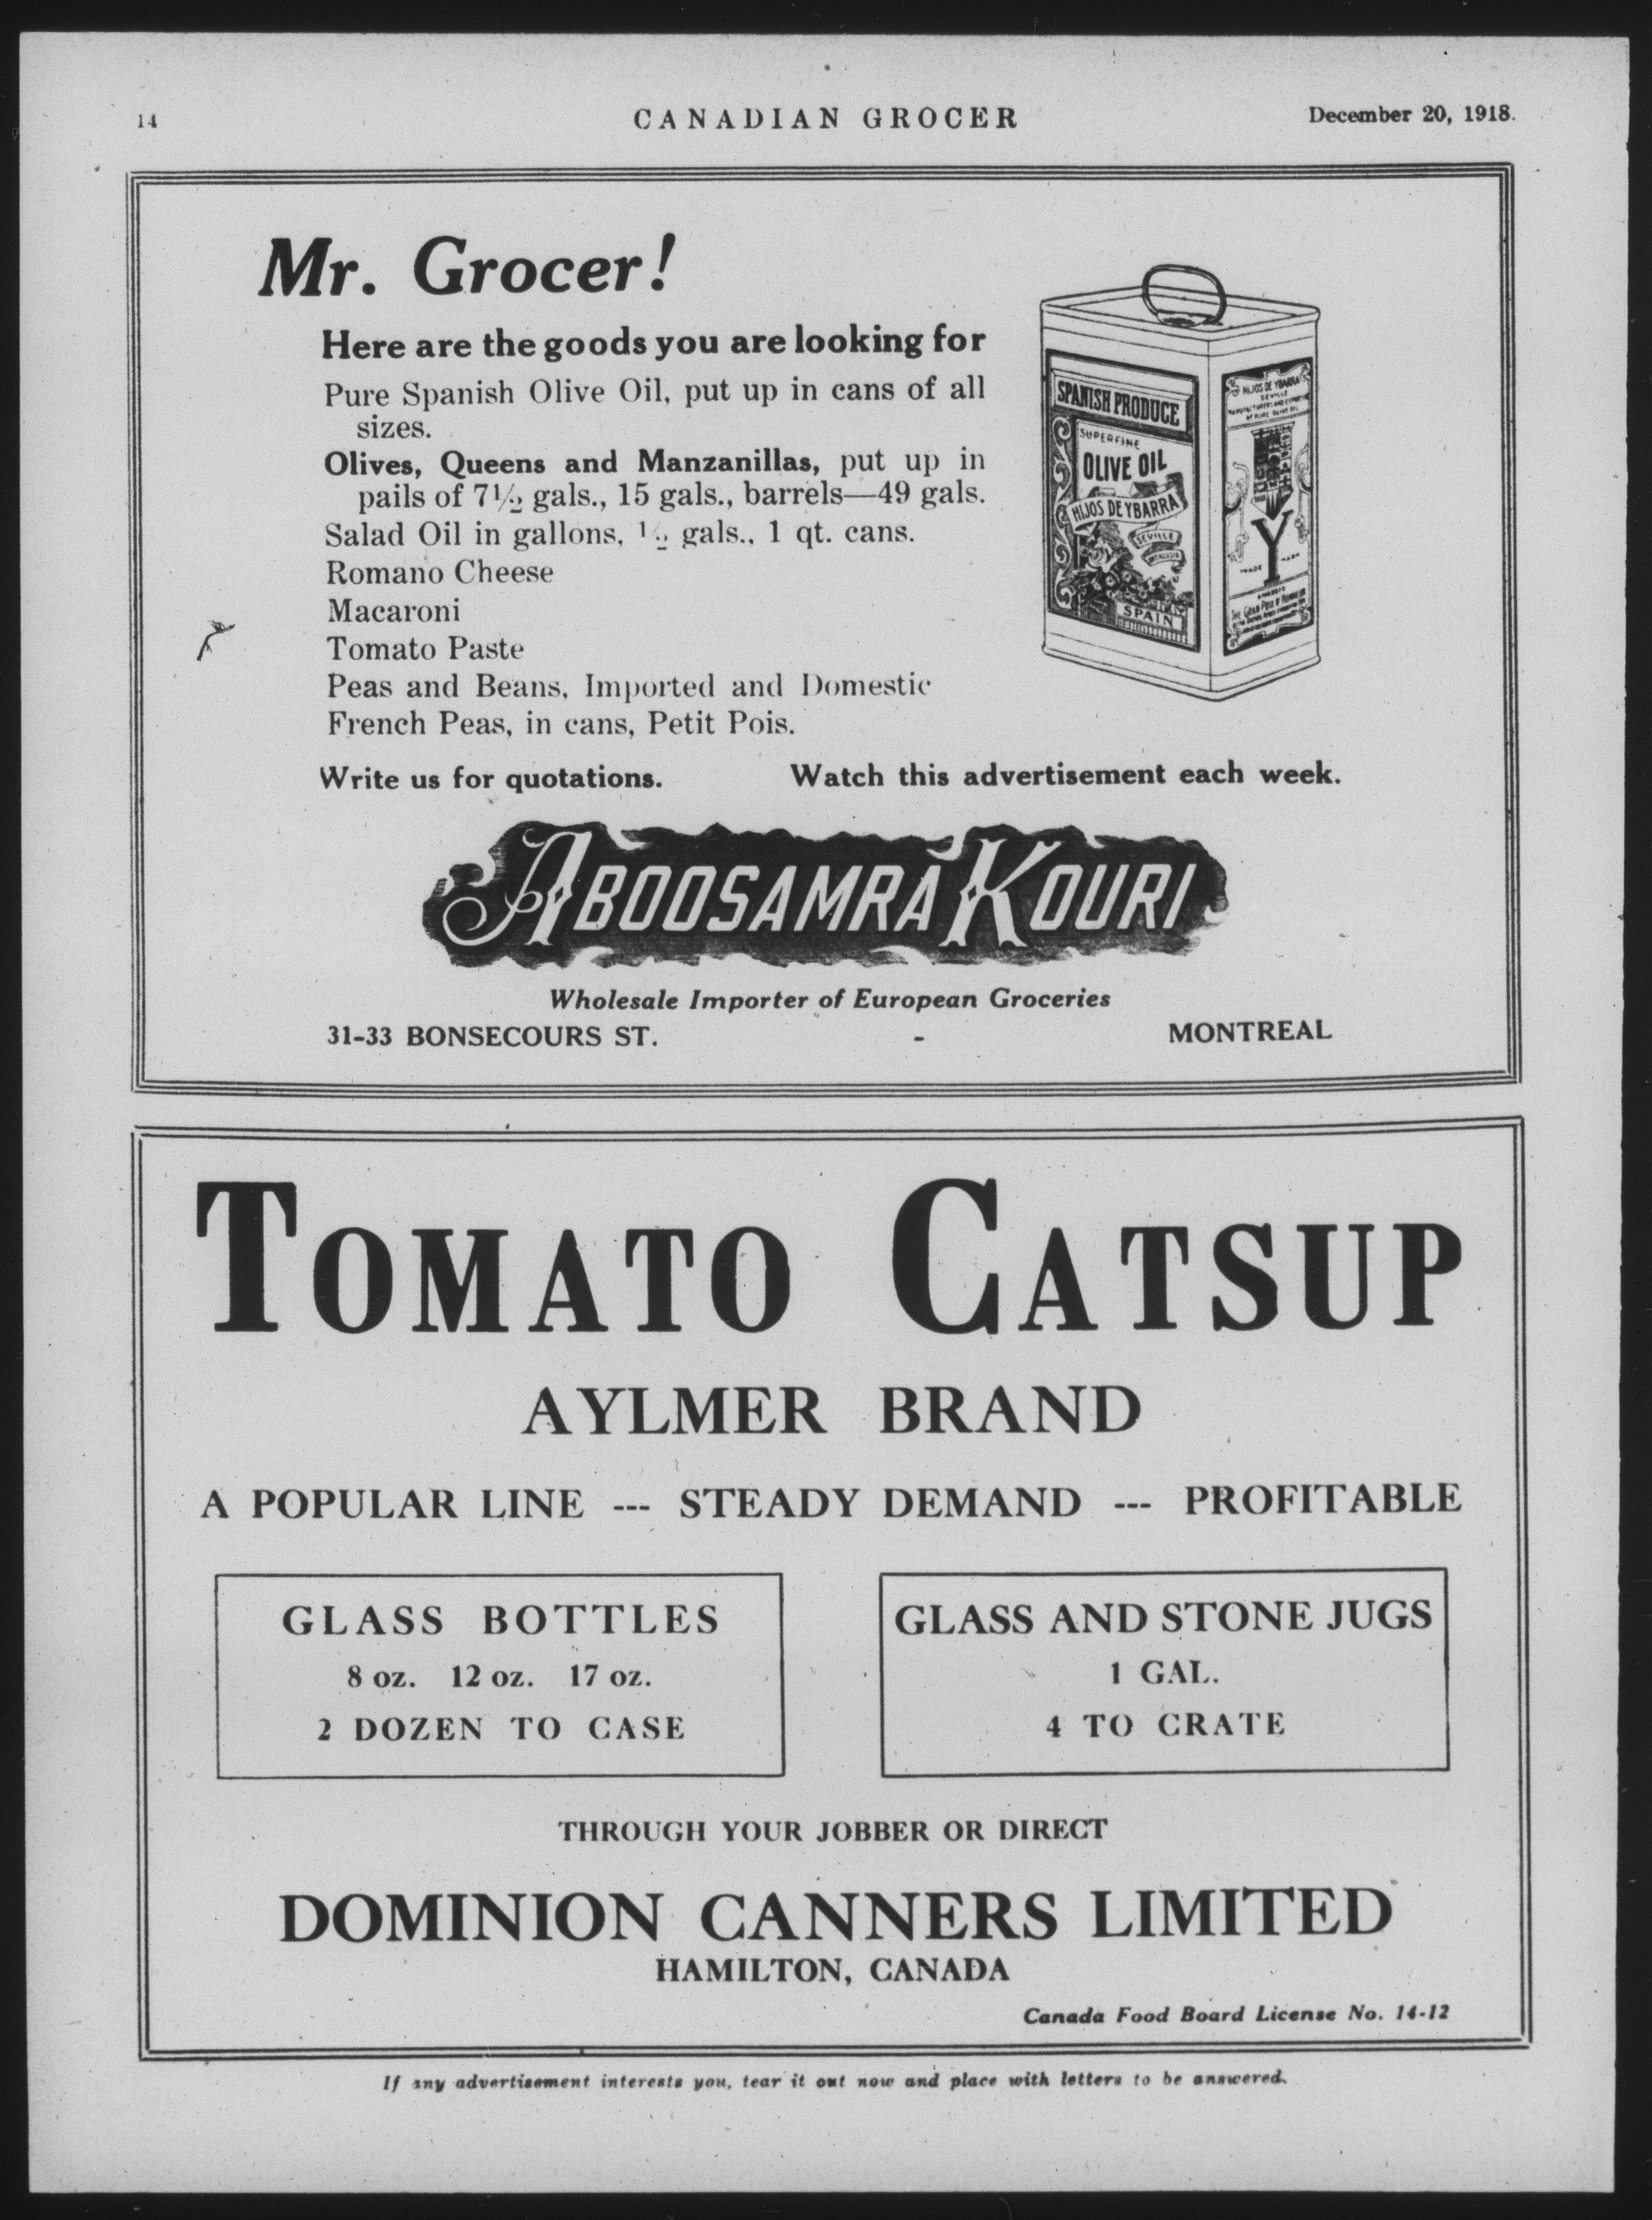 14
CANADIAN GROCER
December 20, 1918.
Mr. Grocer!
Here are the goods you are looking for
Pure Spanish Olive Oil, put up in cans of all
sizes.
Olives, Queens and Manzanillas, put up in
pails of 7½ gals., 15 gals., barrels—49 gals.
Salad Oil in gallons, ½ gals., 1 qt. cans.
Romano Cheese
Macaroni
Tomato Paste
Peas and Beans, Imported and Domestic
French Peas, in cans, Petit Pois.
SPANISH PRODUCE
SUPERFINE
OLIVE OIL
HIJOS DE YBARRA
SEVILLE
SPAIN
HIJOS DE YBARRA
SEVILLE
Y
TRADE MARK
Write us for quotations. Watch this advertisement each week.
ABOOSAMRA KOURI
Wholesale Importer of European Groceries
31-33 BONSECOURS ST. - MONTREAL
TOMATO CATSUP
AYLMER BRAND
A POPULAR LINE --- STEADY DEMAND --- PROFITABLE
GLASS BOTTLES
8 oz. 12 oz. 17 oz.
2 DOZEN TO CASE
GLASS AND STONE JUGS
1 GAL.
4 TO CRATE
THROUGH YOUR JOBBER OR DIRECT
DOMINION CANNERS LIMITED
HAMILTON, CANADA
Canada Food Board License No. 14-12
If any advertisement interests you, tear it out now and place with letters to be answered.